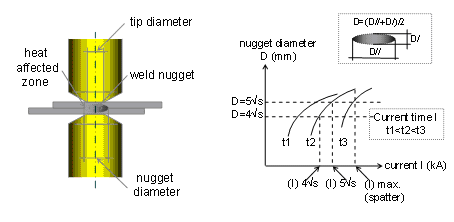 tip diameter
heat
affected
zone
weld nugget
nugget
diameter
nugget diameter
D (mm)
D=(D//+D/)/2
D/
D//
D=5√s
D=4√s
t1
t2
t3
Current time I
t1<t2<t3
current I (kA)
(I) 4√s
(I) 5√s
(I) max.
(spatter)